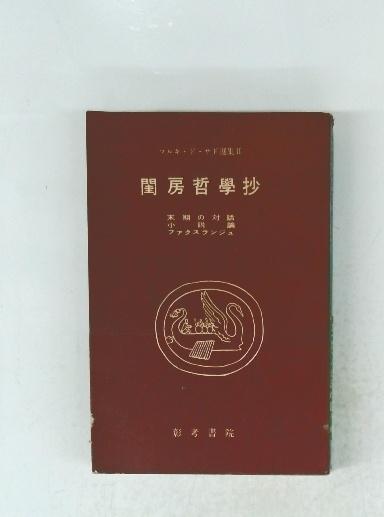 マルキ・ド・サド選集 II
閨房哲學抄
末期の対話
小説論
ファクスランジュ
彰考書院